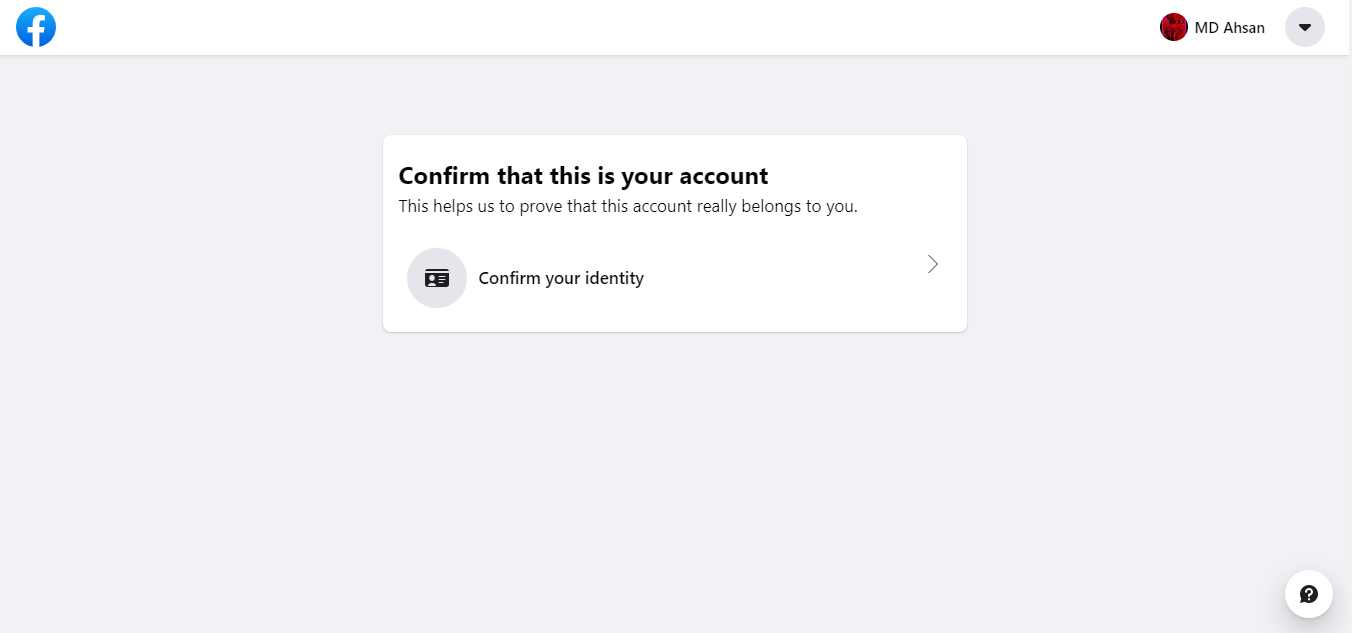 MD Ahsan
Confirm that this is your account
This helps us to prove that this account really belongs to you.
Confirm your identity